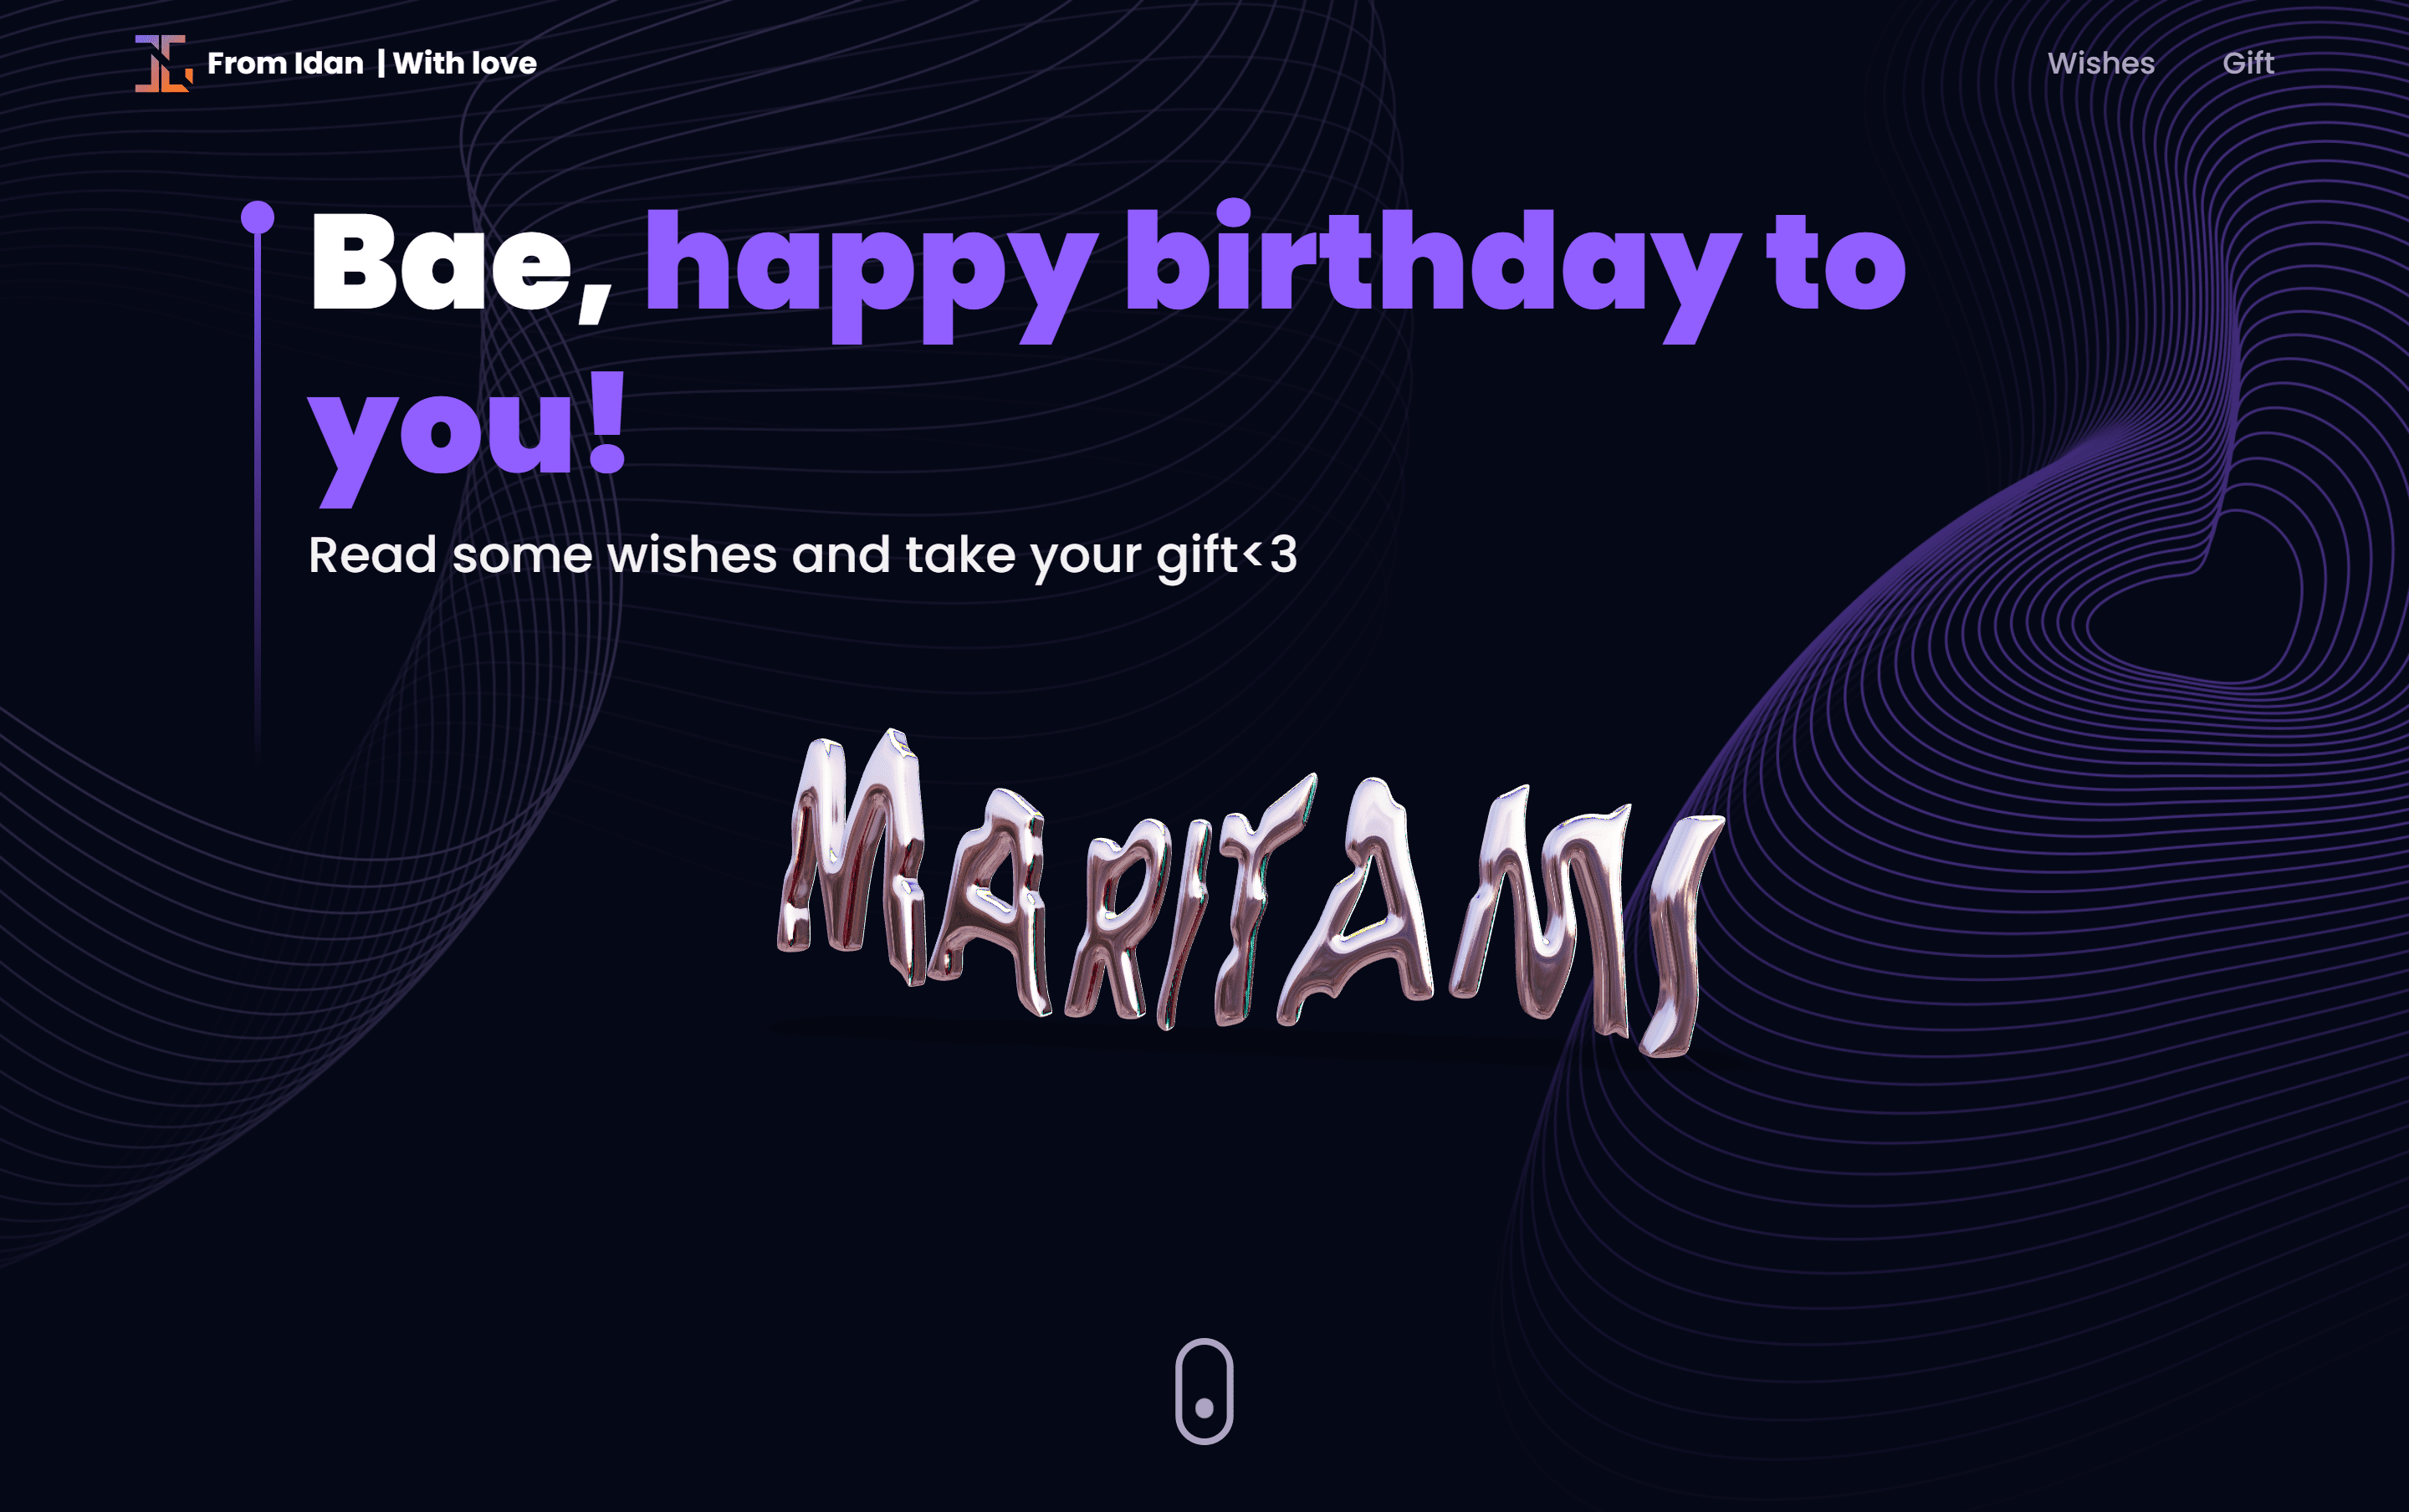 From Idan | With love
Wishes
Gift
Bae, happy birthday to
you!
Read some wishes and take your gift<3
MARIYAMI